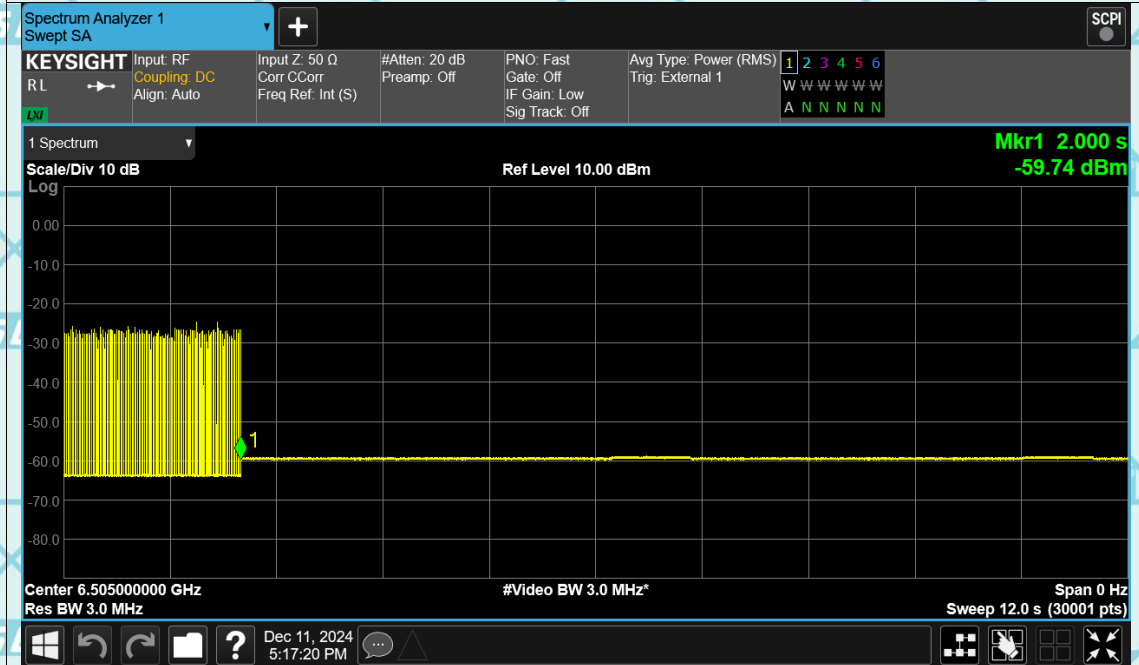 Spectrum Analyzer 1
Swept SA
+
SCPI
KEYSIGHT
R L
LXI
Input: RF
Coupling: DC
Align: Auto
Input Z: 50 Ω
Corr CCorr
Freq Ref: Int (S)
#Atten: 20 dB
Preamp: Off
PNO: Fast
Gate: Off
IF Gain: Low
Sig Track: Off
Avg Type: Power (RMS)
Trig: External 1
1 2 3 4 5 6
W W W W W W
A N N N N N
1 Spectrum
Mkr1 2.000 s
-59.74 dBm
Scale/Div 10 dB
Ref Level 10.00 dBm
Log
0.00
-10.0
-20.0
-30.0
-40.0
-50.0
1
-60.0
-70.0
-80.0
Center 6.505000000 GHz
#Video BW 3.0 MHz*
Span 0 Hz
Res BW 3.0 MHz
Sweep 12.0 s (30001 pts)
?
Dec 11, 2024
5:17:20 PM